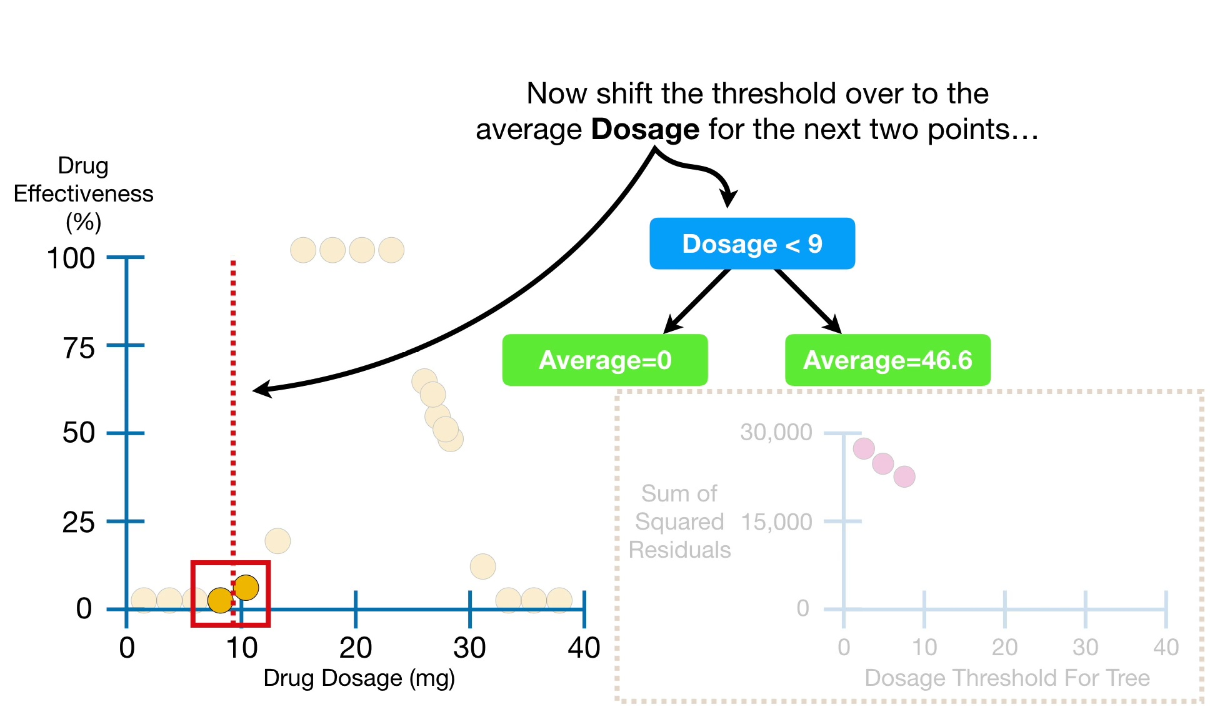 Now shift the threshold over to the
average Dosage for the next two points…
Drug
Effectiveness
(%)
100
75
50
25
0
0 10 20 30 40
Drug Dosage (mg)
Dosage < 9
Average=0
Average=46.6
30,000
15,000
0
Sum of
Squared
Residuals
0 10 20 30 40
Dosage Threshold For Tree